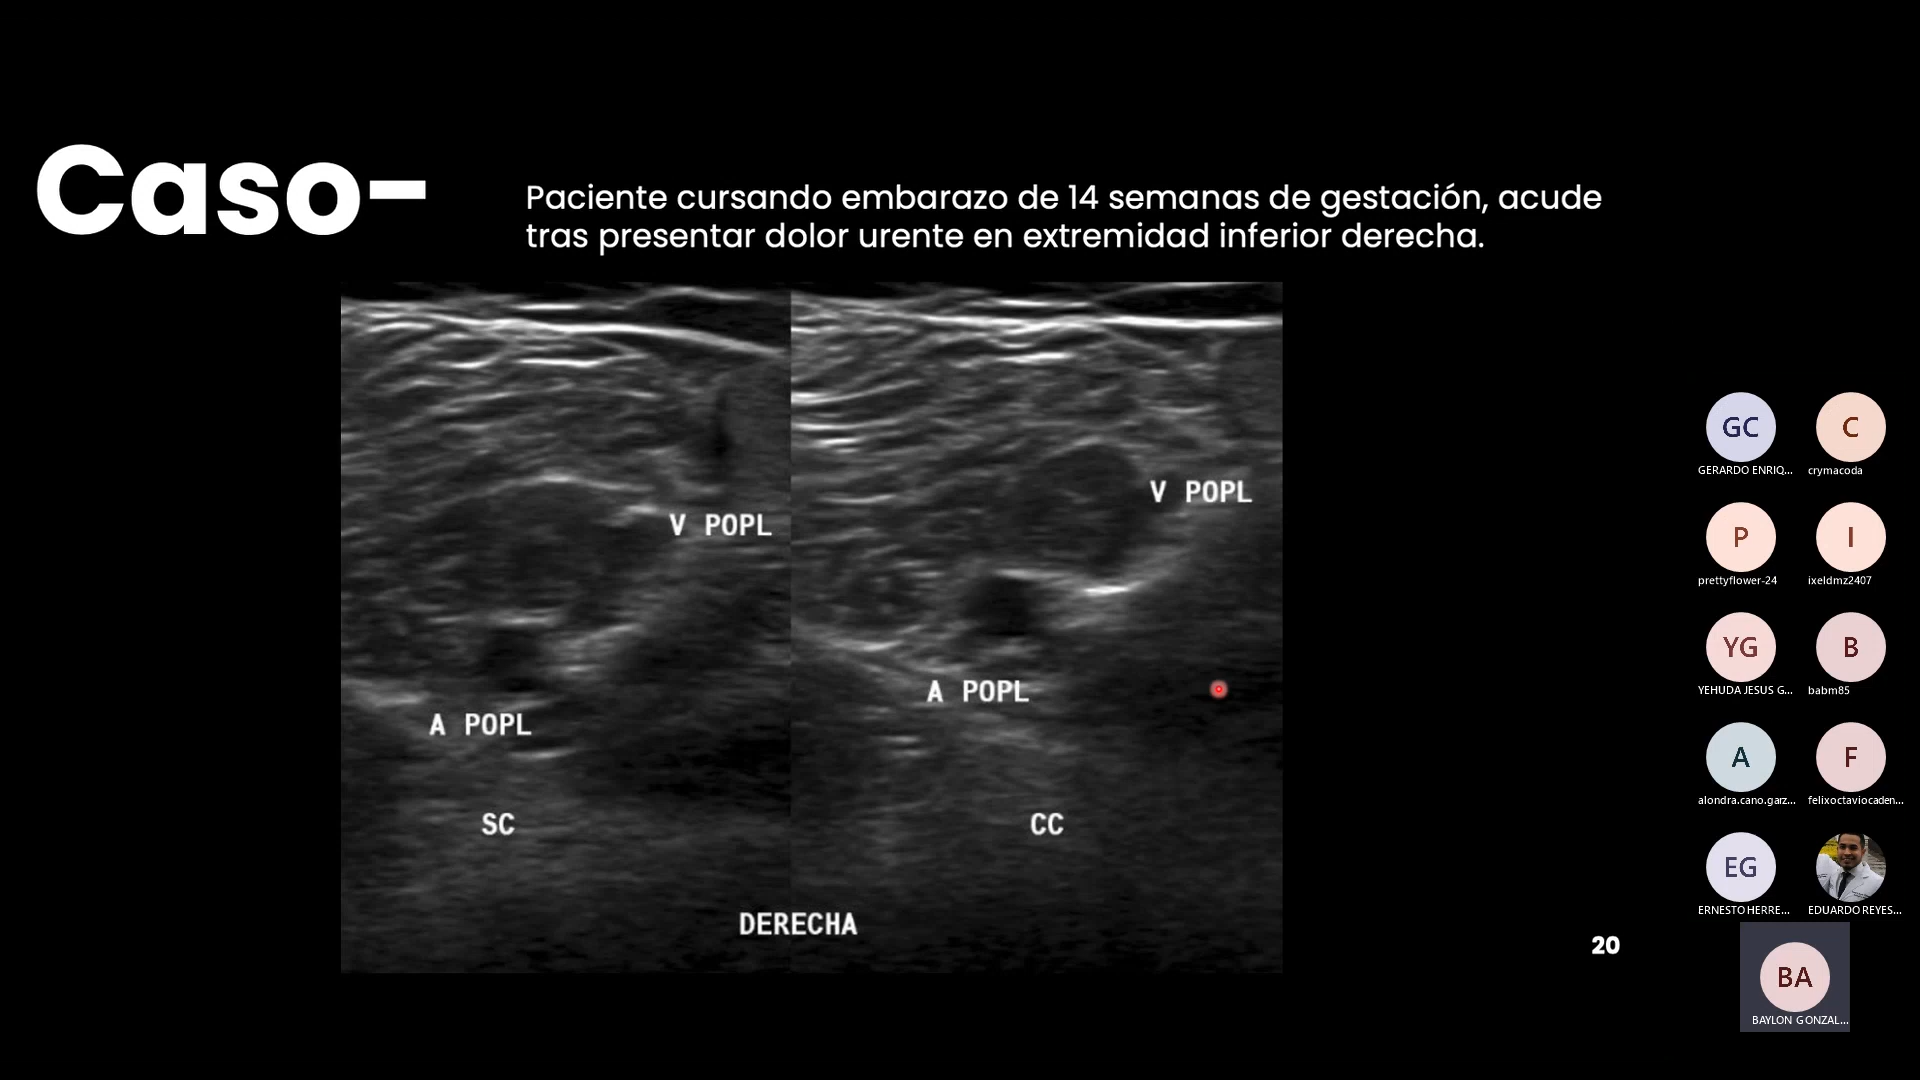 Caso-
Paciente cursando embarazo de 14 semanas de gestación, acude
tras presentar dolor urente en extremidad inferior derecha.
V POPL
V POPL
A POPL
A POPL
SC
CC
DERECHA
20
GC
GERARDO ENRIQ...
C
crymacoda
P
prettyflower-24
I
ixeldmz2407
YG
YEHUDA JESUS G...
B
babm85
A
alondra.cano.garz...
F
felixoctaviocaden...
EG
ERNESTO HERRE...
EDUARDO REYES...
BA
BAYLON GONZAL...